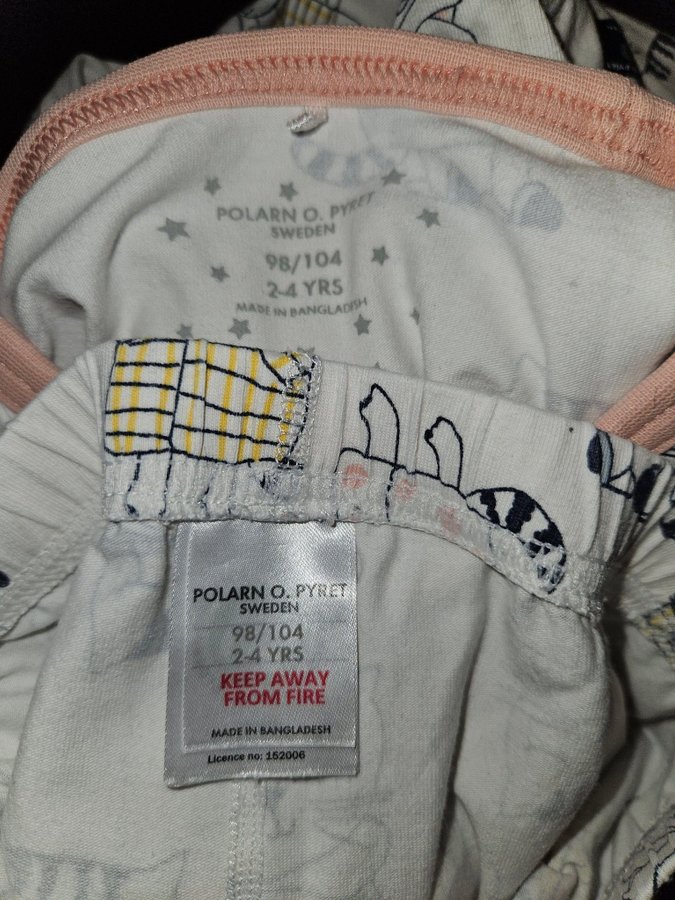 POLARN O. PYRET
SWEDEN
98/104
2-4 YRS
MADE IN BANGLADESH
POLARN O. PYRET
SWEDEN
98/104
2-4 YRS
KEEP AWAY
FROM FIRE
MADE IN BANGLADESH
Licence no: 152006